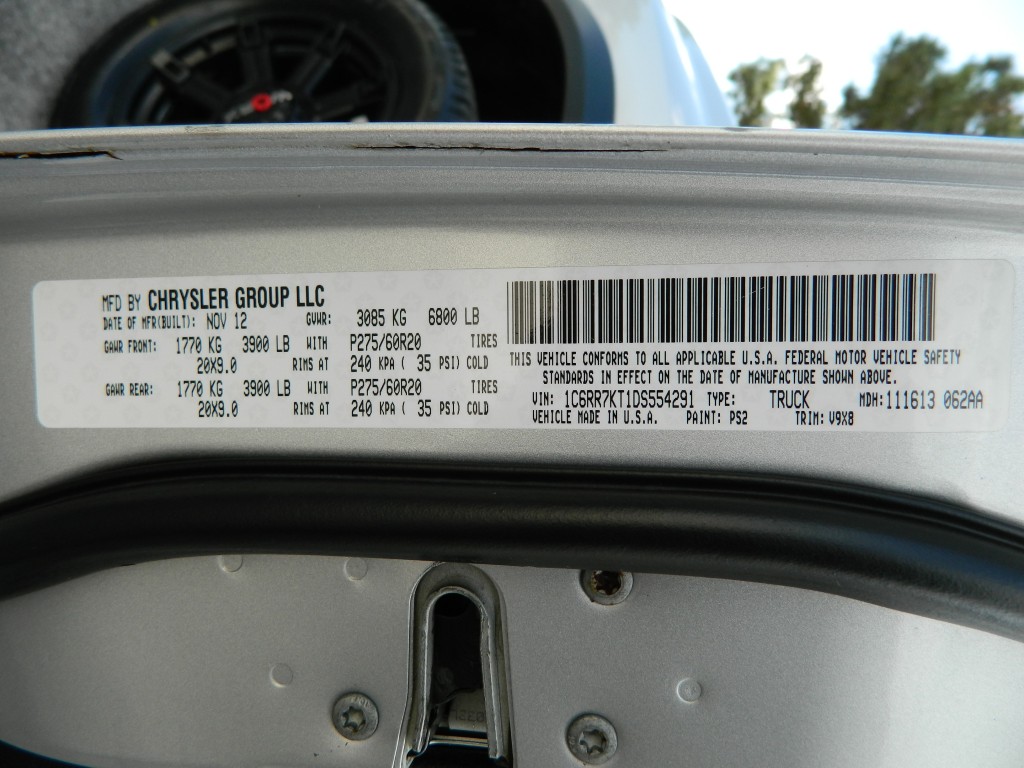 MFD BY CHRYSLER GROUP LLC
DATE OF MFR(BUILT): NOV 12 GVWR: 3085 KG 6800 LB
GAWR FRONT: 1770 KG 3900 LB WITH P275/60R20 TIRES
20X9.0 RIMS AT 240 KPA ( 35 PSI) COLD
GAWR REAR: 1770 KG 3900 LB WITH P275/60R20 TIRES
20X9.0 RIMS AT 240 KPA ( 35 PSI) COLD
THIS VEHICLE CONFORMS TO ALL APPLICABLE U.S.A. FEDERAL MOTOR VEHICLE SAFETY
STANDARDS IN EFFECT ON THE DATE OF MANUFACTURE SHOWN ABOVE.
VIN: 1C6RR7KT1DS554291 TYPE: TRUCK MDH: 111613 062AA
VEHICLE MADE IN U.S.A. PAINT: PS2 TRIM: V9X8